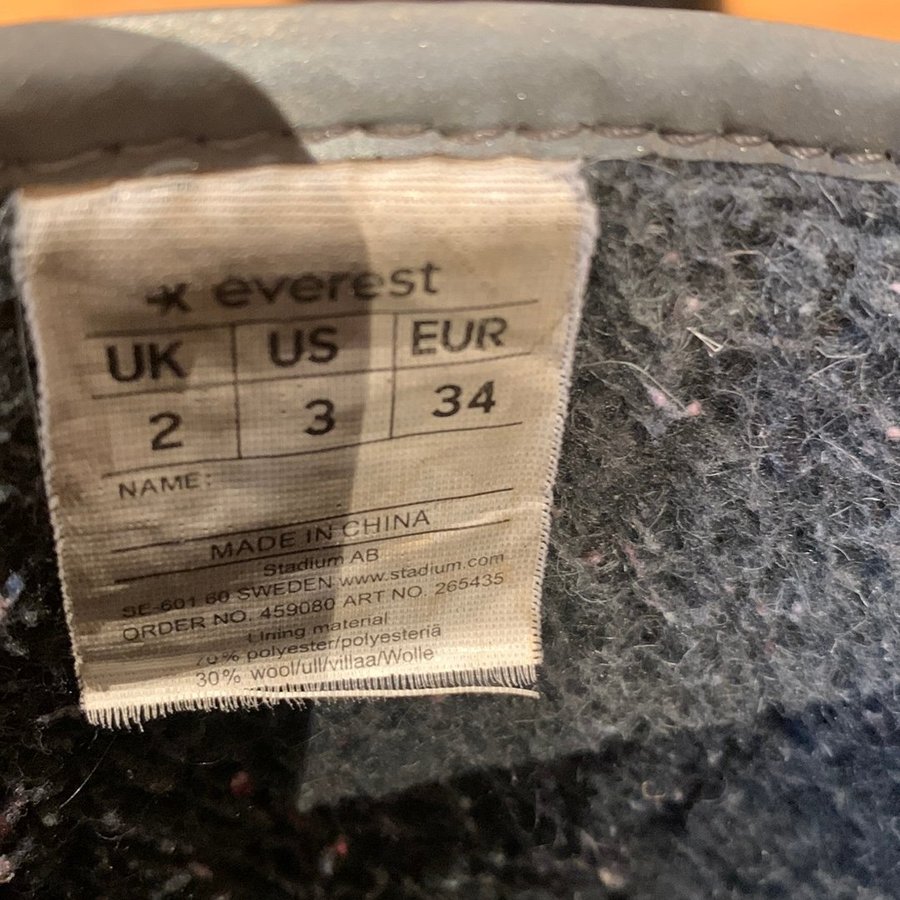 everest
UK US EUR
2 3 34
NAME:
MADE IN CHINA
Stadium AB
SE-601 60 SWEDEN www.stadium.com
ORDER NO. 459080 ART NO. 265435
Lining material
70% polyester/polyesteriä
30% wool/ull/villaa/Wolle